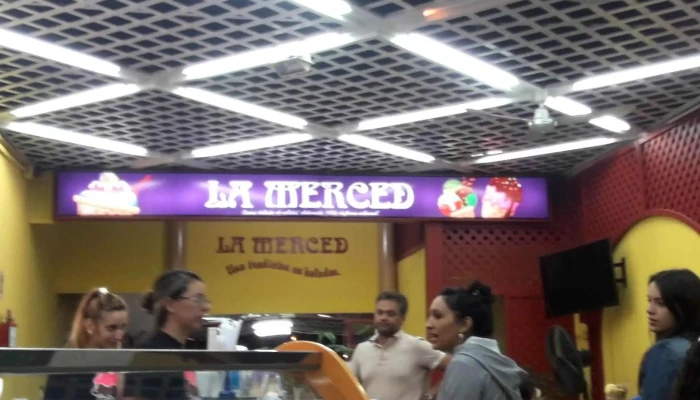 LA MERCED
LA MERCED
Una tradición en helados.